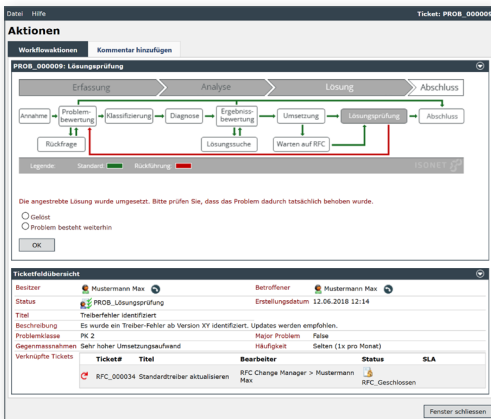 Datei Hilfe Ticket: PROB_000009
Aktionen
Workflowaktionen Kommentar hinzufügen
PROB_000009: Lösungsprüfung
Erfassung Analyse Lösung Abschluss
Annahme Problem-bewertung Klassifizierung Diagnose Ergebniss-bewertung Umsetzung Lösungsprüfung Abschluss
Rückfrage Lösungssuche Warten auf RFC
Legende: Standard: Rückführung: ISONET
Die angestrebte Lösung wurde umgesetzt. Bitte prüfen Sie, dass das Problem dadurch tatsächlich behoben wurde.
Gelöst
Problem besteht weiterhin
OK
Ticketfeldübersicht
Besitzer Mustermann Max Betroffener Mustermann Max
Status PROB_Lösungsprüfung Erstellungsdatum 12.06.2018 12:14
Titel Treiberfehler identifiziert
Beschreibung Es wurde ein Treiber-Fehler ab Version XY identifiziert. Updates werden empfohlen.
Problemklasse PK 2 Major Problem False
Gegenmassnahmen Sehr hoher Umsetzungsaufwand Häufigkeit Selten (1x pro Monat)
Verknüpfte Tickets Ticket# Titel Bearbeiter Status SLA
RFC_000034 Standardtreiber aktualisieren RFC Change Manager > Mustermann
Max RFC_Geschlossen
Fenster schliessen